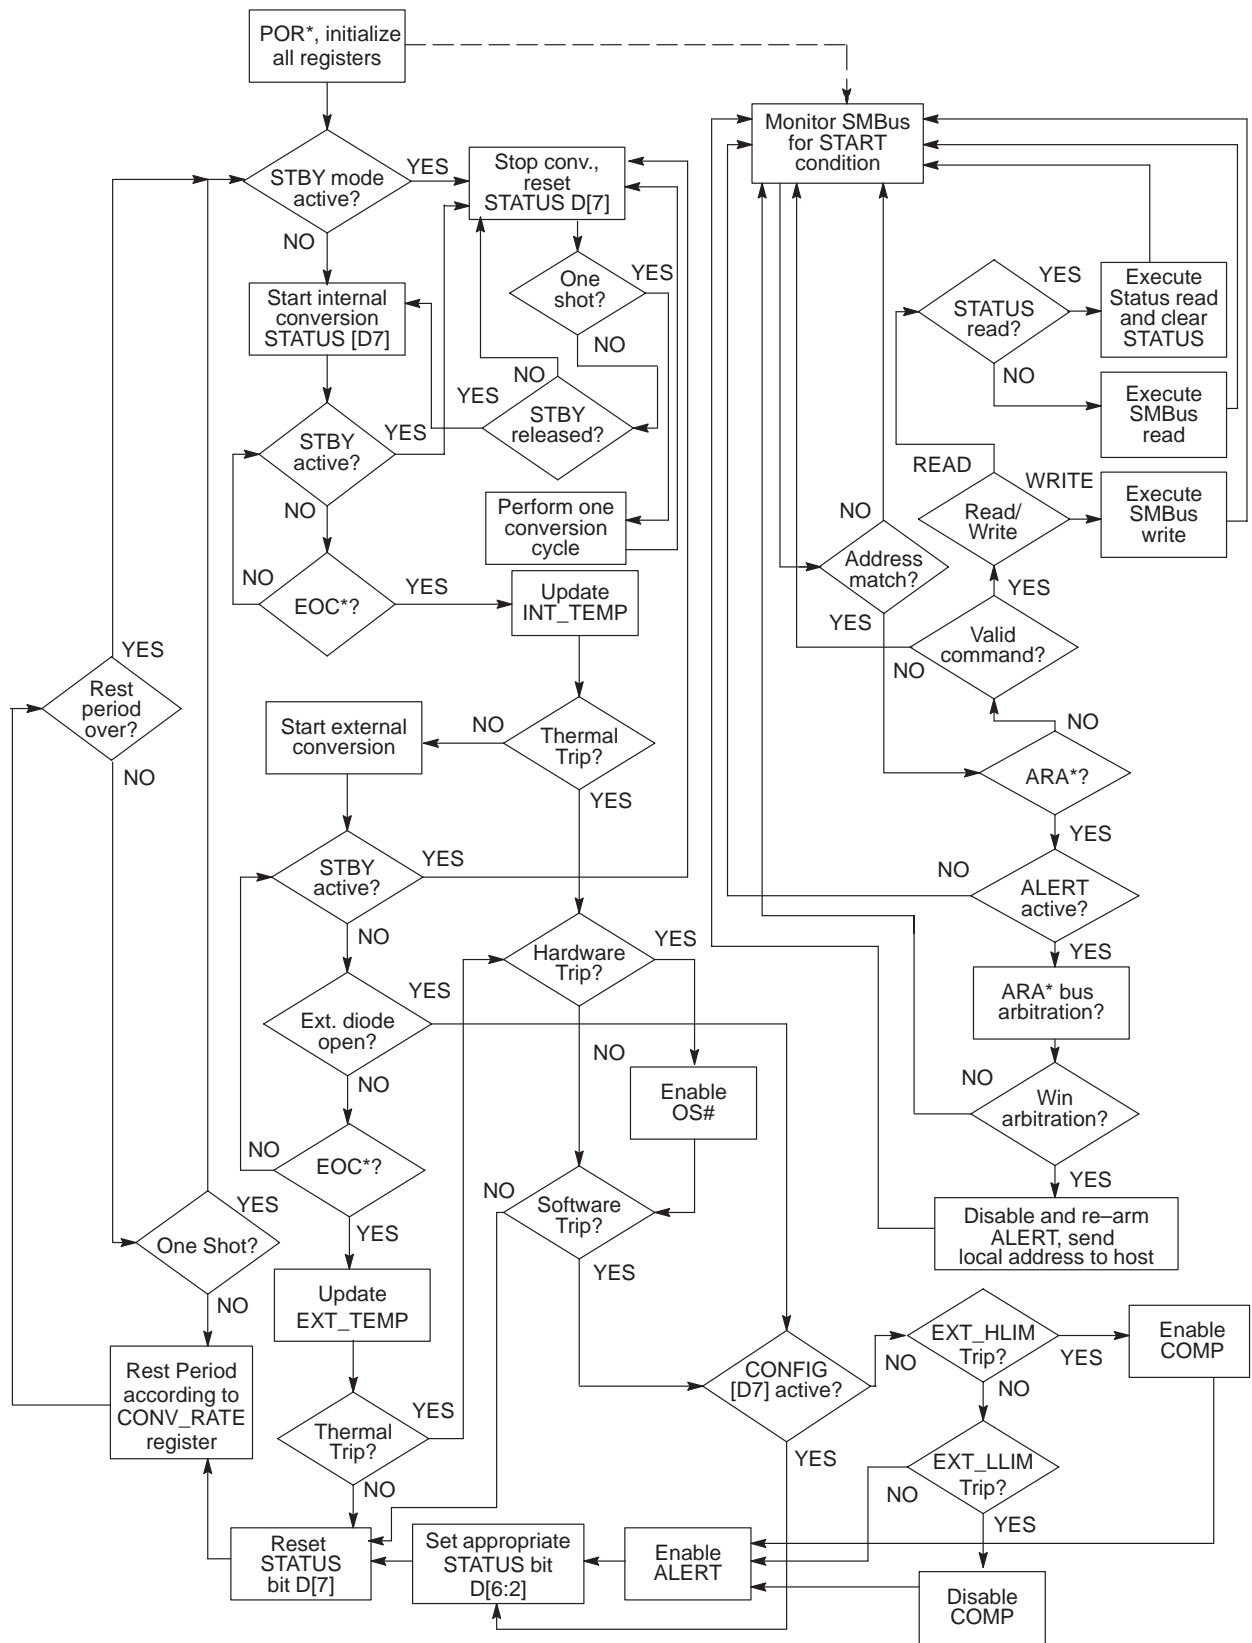 POR*, initialize
all registers
Monitor SMBus
for START
condition
STBY mode
active?
YES
NO
Stop conv.,
reset
STATUS D[7]
One
shot?
YES
NO
Start internal
conversion
STATUS [D7]
STBY
released?
YES
NO
STBY
active?
YES
NO
Perform one
conversion
cycle
EOC*?
NO
YES
Update
INT_TEMP
Thermal
Trip?
NO
YES
Start external
conversion
STBY
active?
YES
NO
Ext. diode
open?
YES
NO
EOC*?
NO
YES
Update
EXT_TEMP
Thermal
Trip?
YES
NO
Hardware
Trip?
YES
NO
Enable
OS#
Software
Trip?
NO
YES
Rest
period
over?
YES
NO
One Shot?
YES
NO
Rest Period
according to
CONV_RATE
register
Reset
STATUS
bit D[7]
Set appropriate
STATUS bit
D[6:2]
Enable
ALERT
CONFIG
[D7] active?
NO
YES
EXT_HLIM
Trip?
YES
NO
Enable
COMP
EXT_LLIM
Trip?
NO
YES
Disable
COMP
STATUS
read?
YES
NO
Execute
Status read
and clear
STATUS
Execute
SMBus
read
READ
WRITE
Read/
Write
Execute
SMBus
write
Address
match?
NO
YES
Valid
command?
YES
NO
ARA*?
NO
YES
ALERT
active?
NO
YES
ARA* bus
arbitration?
Win
arbitration?
NO
YES
Disable and re–arm
ALERT, send
local address to host